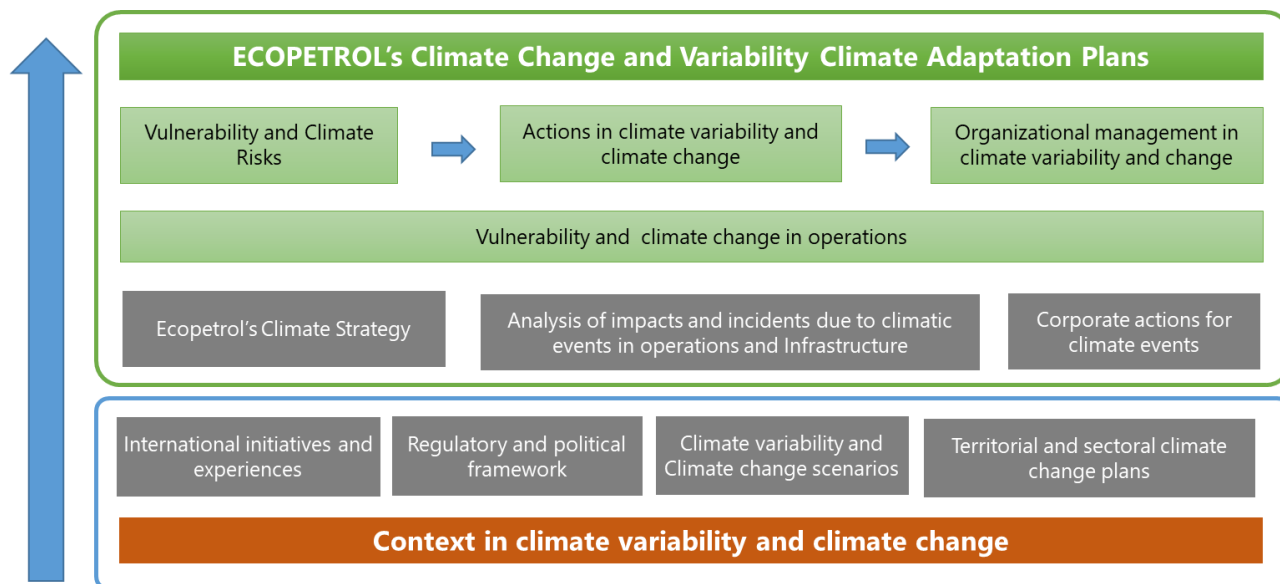 ECOPETROL's Climate Change and Variability Climate Adaptation Plans
Vulnerability and Climate
Risks
Actions in climate variability and
climate change
Organizational management in
climate variability and change
Vulnerability and climate change in operations
Ecopetrol's Climate Strategy
Analysis of impacts and incidents due to climatic
events in operations and Infrastructure
Corporate actions for
climate events
International initiatives and
experiences
Regulatory and political
framework
Climate variability and
Climate change scenarios
Territorial and sectoral climate
change plans
Context in climate variability and climate change